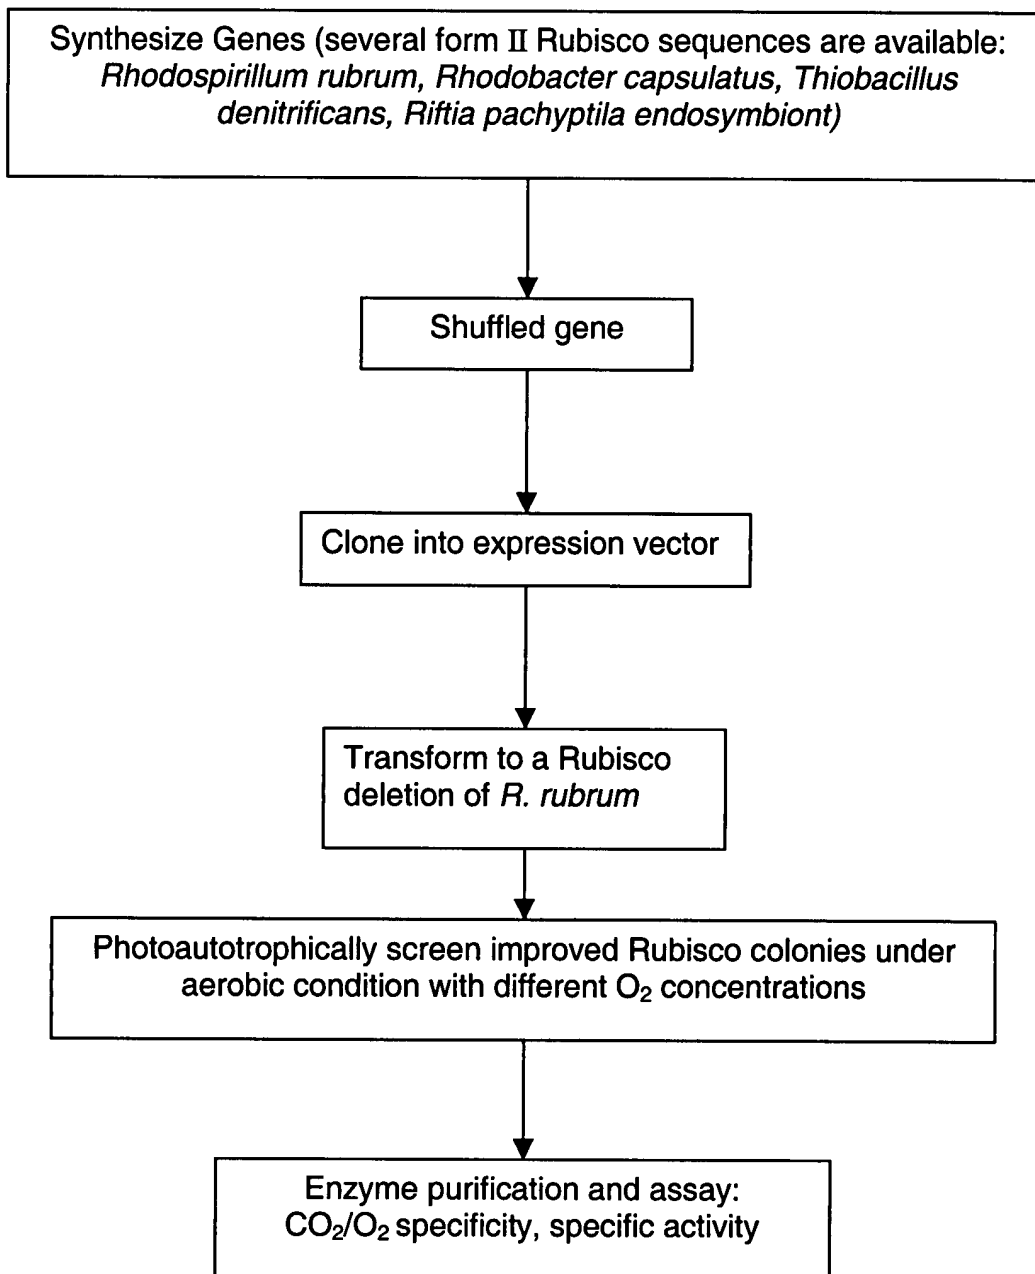 Synthesize Genes (several form II Rubisco sequences are available:
Rhodospirillum rubrum, Rhodobacter capsulatus, Thiobacillus
denitrificans, Riftia pachyptila endosymbiont)
Shuffled gene
Clone into expression vector
Transform to a Rubisco
deletion of R. rubrum
Photoautotrophically screen improved Rubisco colonies under
aerobic condition with different O₂ concentrations
Enzyme purification and assay:
CO₂/O₂ specificity, specific activity